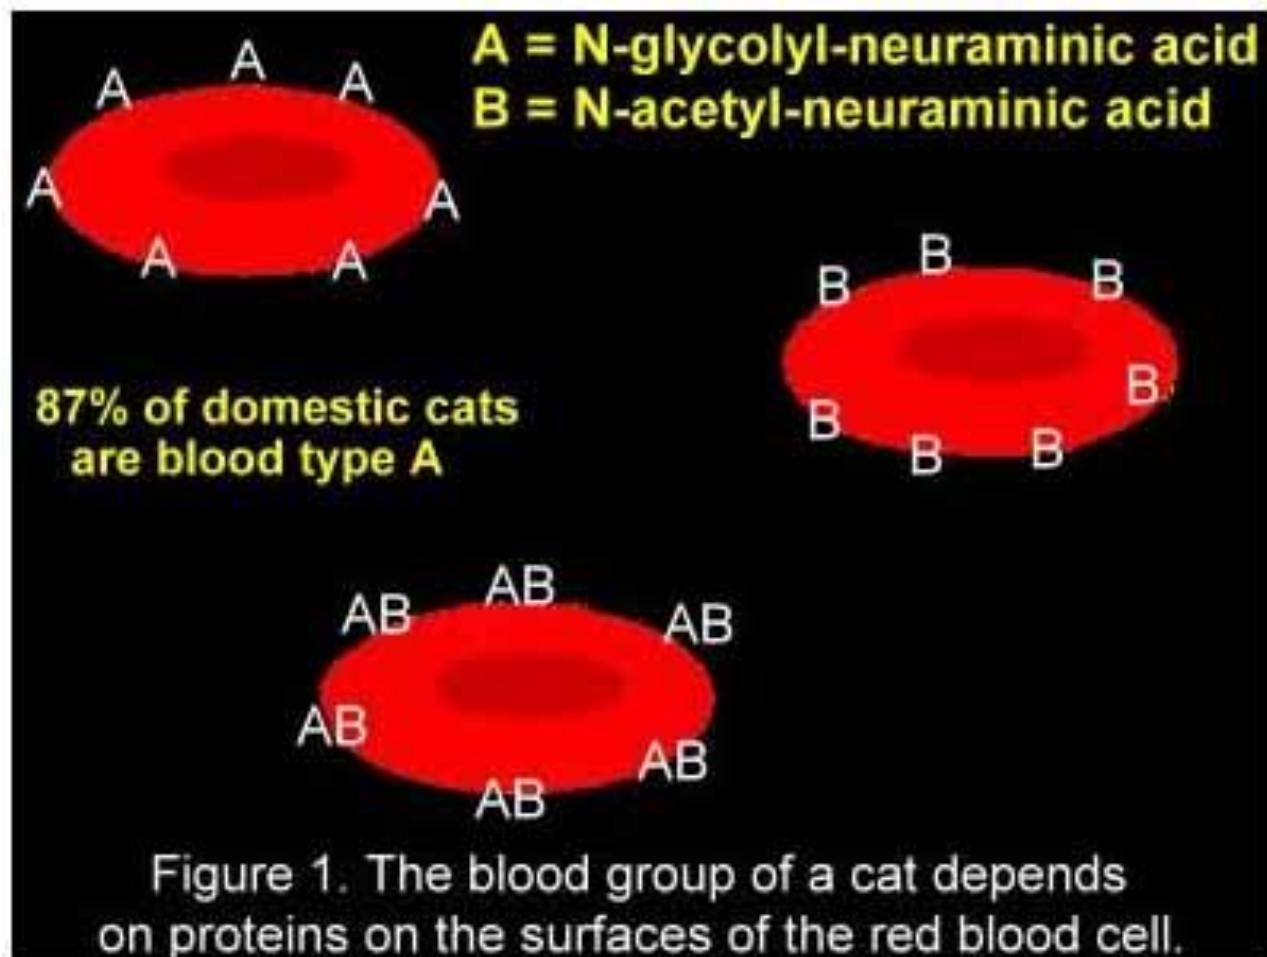 A = N-glycolyl-neuraminic acid
B = N-acetyl-neuraminic acid
A
A
A
A
A
A
A
B
B
B
B
B
B
B
87% of domestic cats
are blood type A
AB
AB
AB
AB
AB
AB
Figure 1. The blood group of a cat depends
on proteins on the surfaces of the red blood cell.